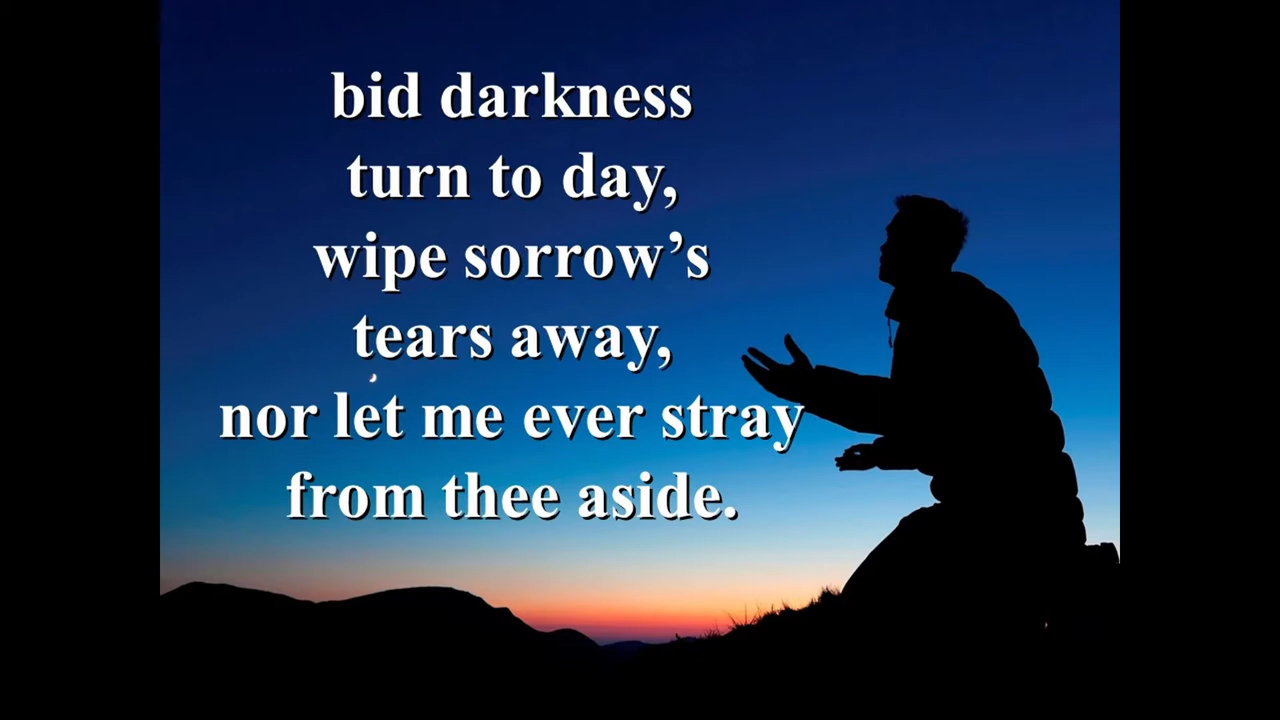 bid darkness
turn to day,
wipe sorrow’s
tears away,
nor let me ever stray
from thee aside.